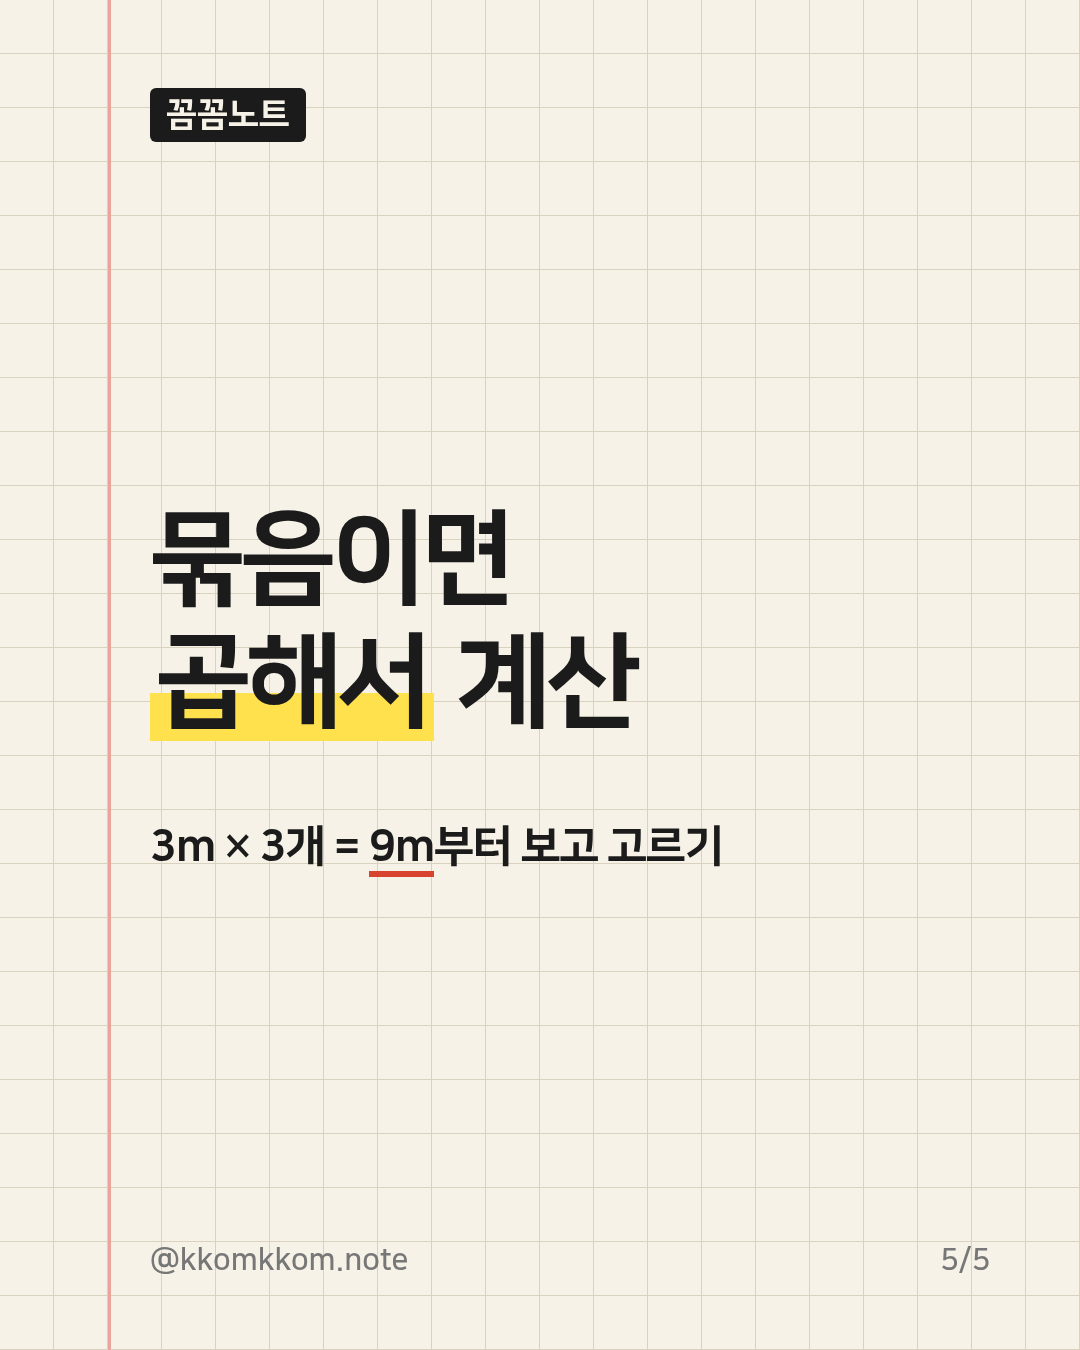 꼼꼼노트
묶음이면
곱해서 계산
3m × 3개 = 9m부터 보고 고르기
@kkomkkom.note
5/5